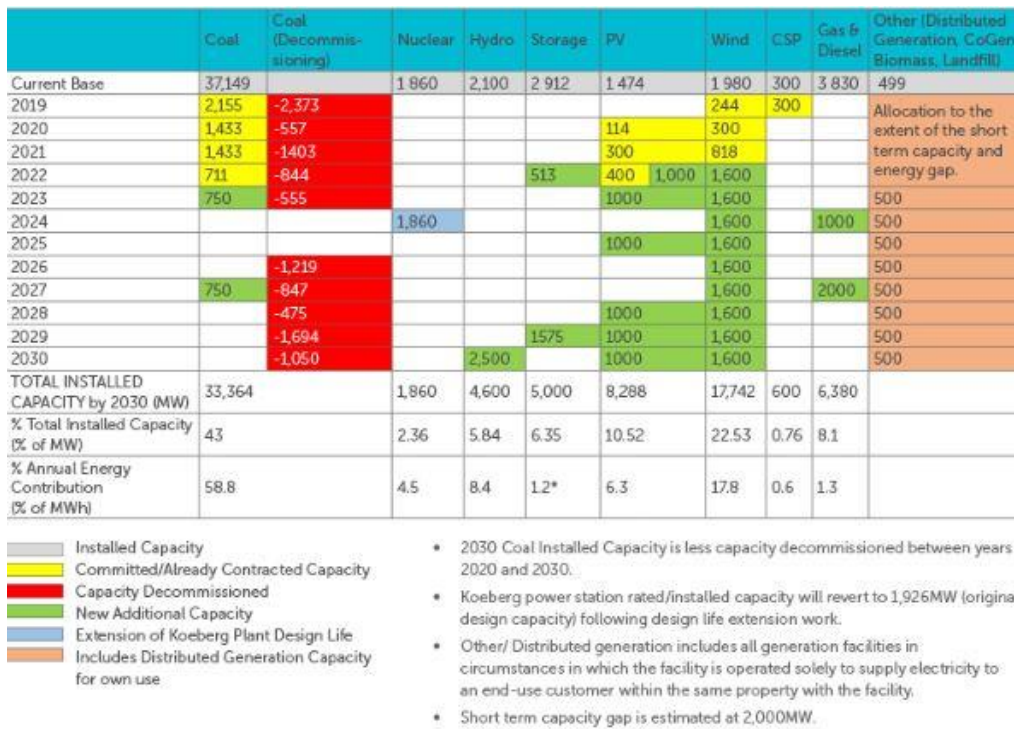 Coal Coal (Decommis- sioning) Nuclear Hydro Storage PV Wind CSP Gas & Diesel Other (Distributed Generation, CoGen Biomass, Landfill)
Current Base 37,149 1 860 2,100 2 912 1 474 1 980 300 3 830 499
2019 2,155 -2,373 244 300 Allocation to the
2020 1,433 -557 114 300 extent of the short
2021 1,433 -1403 300 818 term capacity and
2022 711 -844 513 400 1,000 1,600 energy gap.
2023 750 -555 1000 1,600 500
2024 1,860 1,600 1000 500
2025 1000 1,600 500
2026 -1,219 1,600 500
2027 750 -847 1,600 2000 500
2028 -475 1000 1,600 500
2029 -1,694 1575 1000 1,600 500
2030 -1,050 2,500 1000 1,600 500
TOTAL INSTALLED
CAPACITY by 2030 (MW) 33,364 1,860 4,600 5,000 8,288 17,742 600 6,380
% Total Installed Capacity
(% of MW) 43 2.36 5.84 6.35 10.52 22.53 0.76 8.1
% Annual Energy
Contribution
(% of MWh) 58.8 4.5 8.4 1.2* 6.3 17.8 0.6 1.3
Installed Capacity
Committed/Already Contracted Capacity
Capacity Decommissioned
New Additional Capacity
Extension of Koeberg Plant Design Life
Includes Distributed Generation Capacity
for own use
• 2030 Coal Installed Capacity is less capacity decommissioned between years
2020 and 2030.
• Koeberg power station rated/installed capacity will revert to 1,926MW (origina
design capacity) following design life extension work.
• Other/ Distributed generation includes all generation facilities in
circumstances in which the facility is operated solely to supply electricity to
an end-use customer within the same property with the facility.
• Short term capacity gap is estimated at 2,000MW.